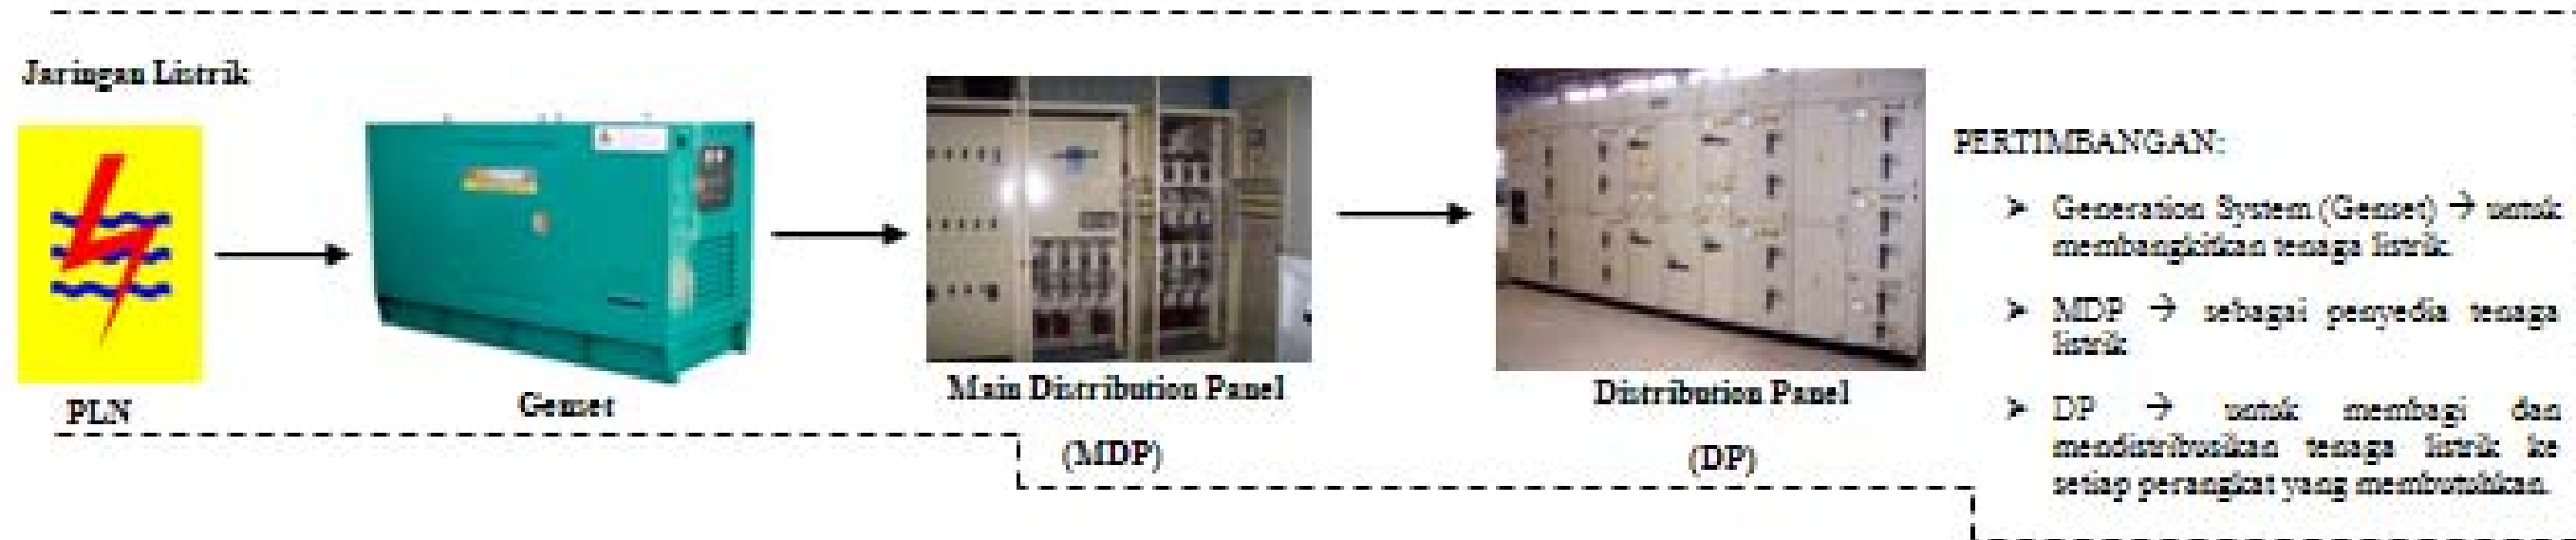 Jaringan Listrik
PLN
Genset
Main Distribution Panel
(MDP)
Distribution Panel
(DP)
PERTIMBANGAN:
➢ Generation System (Genset) → untuk
membangkitkan tenaga listrik.
➢ MDP → sebagai penyedia tenaga
listrik
➢ DP → untuk membagi dan
mendistribusikan tenaga listrik ke
setiap perangkat yang membutuhkan.